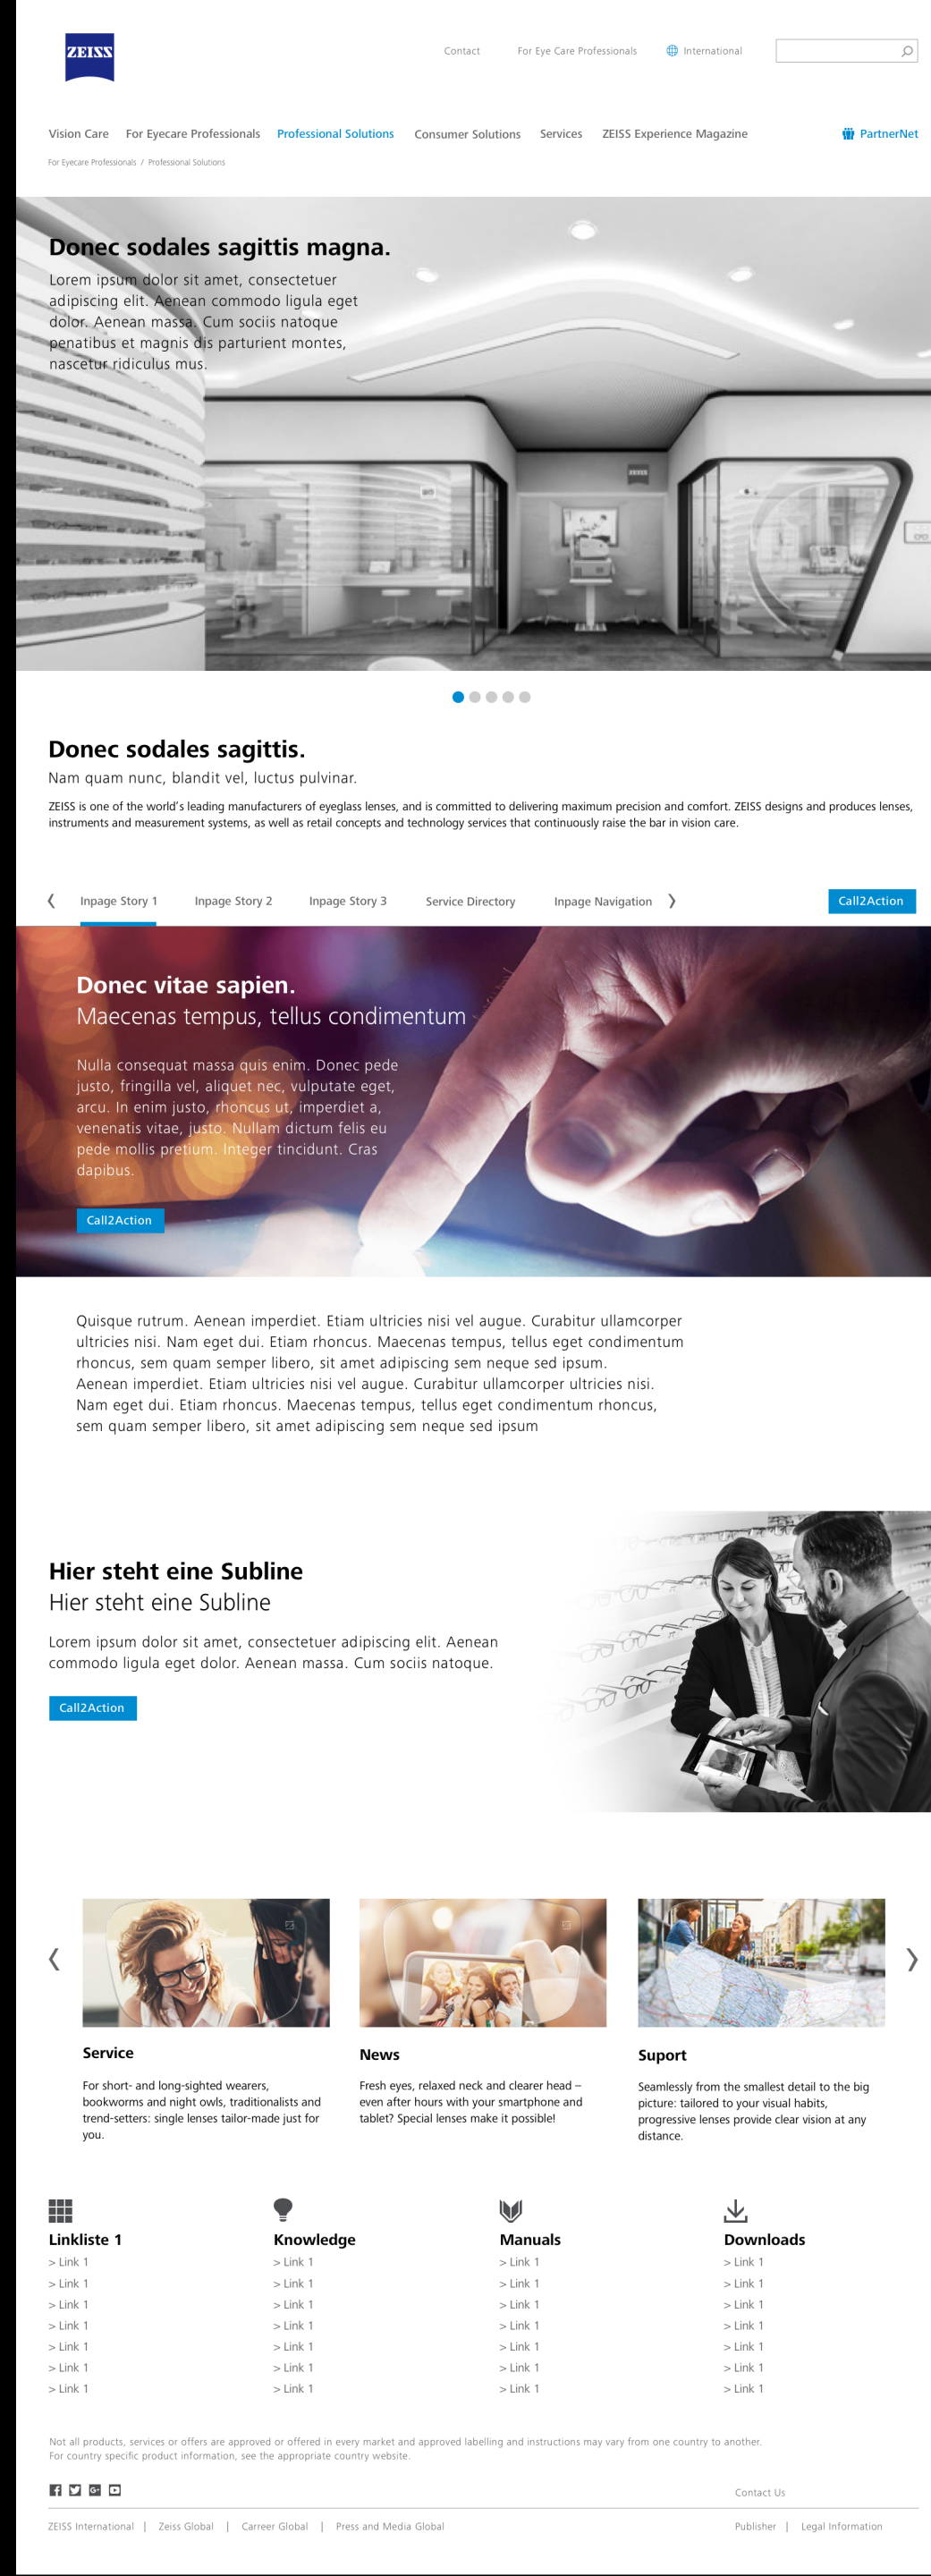 ZEISS
Contact For Eye Care Professionals International
Vision Care For Eyecare Professionals Professional Solutions Consumer Solutions Services ZEISS Experience Magazine PartnerNet
For Eyecare Professionals / Professional Solutions
Donec sodales sagittis magna.
Lorem ipsum dolor sit amet, consectetuer
adipiscing elit. Aenean commodo ligula eget
dolor. Aenean massa. Cum sociis natoque
penatibus et magnis dis parturient montes,
nascetur ridiculus mus.
ZEISS
Donec sodales sagittis.
Nam quam nunc, blandit vel, luctus pulvinar.
ZEISS is one of the world's leading manufacturers of eyeglass lenses, and is committed to delivering maximum precision and comfort. ZEISS designs and produces lenses,
instruments and measurement systems, as well as retail concepts and technology services that continuously raise the bar in vision care.
Inpage Story 1 Inpage Story 2 Inpage Story 3 Service Directory Inpage Navigation Call2Action
Donec vitae sapien.
Maecenas tempus, tellus condimentum
Nulla consequat massa quis enim. Donec pede
justo, fringilla vel, aliquet nec, vulputate eget,
arcu. In enim justo, rhoncus ut, imperdiet a,
venenatis vitae, justo. Nullam dictum felis eu
pede mollis pretium. Integer tincidunt. Cras
dapibus.
Call2Action
Quisque rutrum. Aenean imperdiet. Etiam ultricies nisi vel augue. Curabitur ullamcorper
ultricies nisi. Nam eget dui. Etiam rhoncus. Maecenas tempus, tellus eget condimentum
rhoncus, sem quam semper libero, sit amet adipiscing sem neque sed ipsum.
Aenean imperdiet. Etiam ultricies nisi vel augue. Curabitur ullamcorper ultricies nisi.
Nam eget dui. Etiam rhoncus. Maecenas tempus, tellus eget condimentum rhoncus,
sem quam semper libero, sit amet adipiscing sem neque sed ipsum
Hier steht eine Subline
Hier steht eine Subline
Lorem ipsum dolor sit amet, consectetuer adipiscing elit. Aenean
commodo ligula eget dolor. Aenean massa. Cum sociis natoque.
Call2Action
Service
For short- and long-sighted wearers,
bookworms and night owls, traditionalists and
trend-setters: single lenses tailor-made just for
you.
News
Fresh eyes, relaxed neck and clearer head –
even after hours with your smartphone and
tablet? Special lenses make it possible!
Suport
Seamlessly from the smallest detail to the big
picture: tailored to your visual habits,
progressive lenses provide clear vision at any
distance.
Linkliste 1
> Link 1
> Link 1
> Link 1
> Link 1
> Link 1
> Link 1
> Link 1
Knowledge
> Link 1
> Link 1
> Link 1
> Link 1
> Link 1
> Link 1
> Link 1
Manuals
> Link 1
> Link 1
> Link 1
> Link 1
> Link 1
> Link 1
> Link 1
Downloads
> Link 1
> Link 1
> Link 1
> Link 1
> Link 1
> Link 1
> Link 1
Not all products, services or offers are approved or offered in every market and approved labelling and instructions may vary from one country to another.
For country specific product information, see the appropriate country website.
Contact Us
ZEISS International | Zeiss Global | Carreer Global | Press and Media Global Publisher | Legal Information